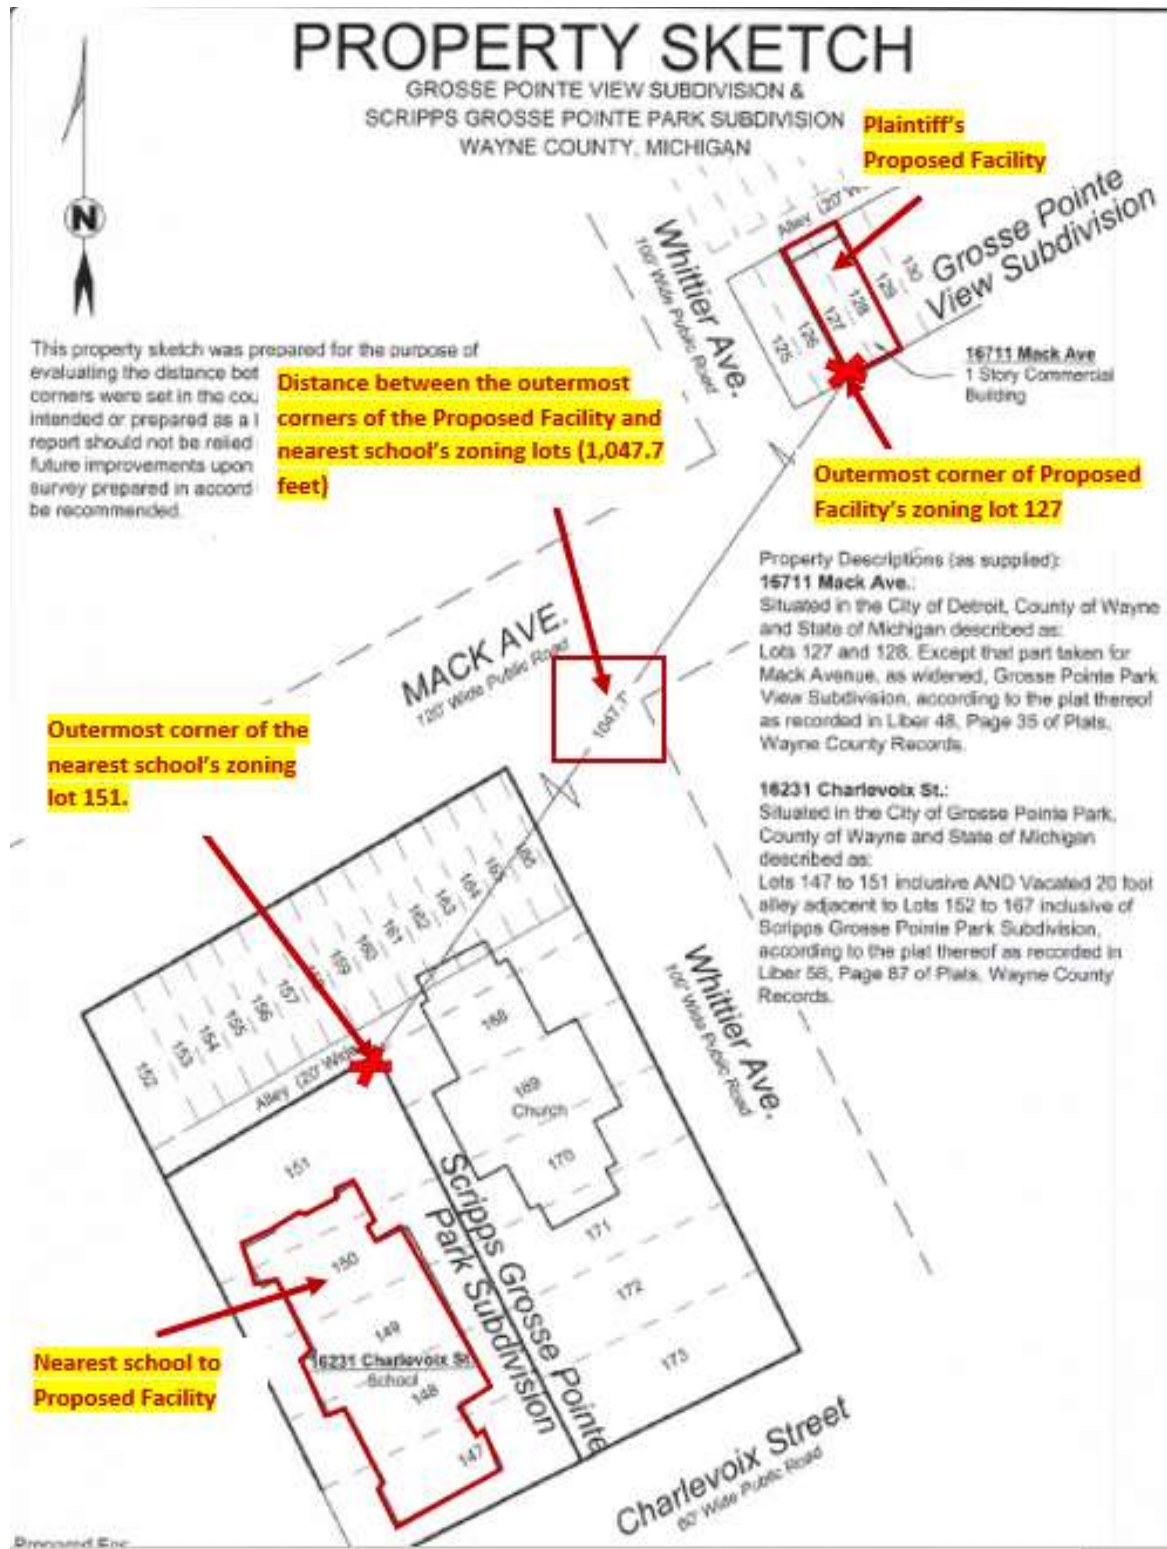 PROPERTY SKETCH
GROSSE POINTE VIEW SUBDIVISION &
SCRIPPS GROSSE POINTE PARK SUBDIVISION
WAYNE COUNTY, MICHIGAN
Plaintiff's
Proposed Facility
N
Alley (20' W
Whittier Ave.
100' Wide Public Road
Grosse Pointe
View Subdivision
125
126
127
128
129
130
16711 Mack Ave
1 Story Commercial
Building
This property sketch was prepared for the purpose of
evaluating the distance bet
corners were set in the cou
intended or prepared as a l
report should not be relied
future improvements upon
survey prepared in accord
be recommended.
Distance between the outermost
corners of the Proposed Facility and
nearest school's zoning lots (1,047.7
feet)
Outermost corner of Proposed
Facility's zoning lot 127
MACK AVE.
120' Wide Public Road
1047.7'
Property Descriptions (as supplied):
16711 Mack Ave.:
Situated in the City of Detroit, County of Wayne
and State of Michigan described as:
Lots 127 and 128, Except that part taken for
Mack Avenue, as widened, Grosse Pointe Park
View Subdivision, according to the plat thereof
as recorded in Liber 48, Page 35 of Plats,
Wayne County Records.
16231 Charlevoix St.:
Situated in the City of Grosse Pointe Park,
County of Wayne and State of Michigan
described as:
Lots 147 to 151 inclusive AND Vacated 20 foot
alley adjacent to Lots 152 to 167 inclusive of
Scripps Grosse Pointe Park Subdivision,
according to the plat thereof as recorded in
Liber 56, Page 87 of Plats, Wayne County
Records.
Outermost corner of the
nearest school's zoning
lot 151.
152
153
154
155
156
157
159
160
161
162
163
164
165
166
Alley (20' Wide
Whittier Ave.
100' Wide Public Road
168
169
Church
170
171
172
173
151
150
149
16231 Charlevoix St.
School
148
147
Scripps Grosse Pointe
Park Subdivision
Nearest school to
Proposed Facility
Charlevoix Street
60' Wide Public Road